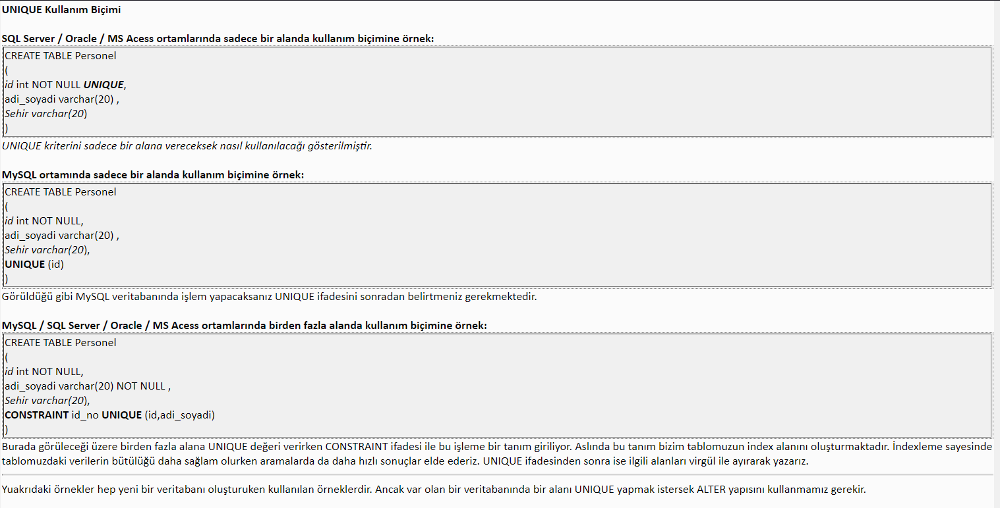 UNIQUE Kullanım Biçimi
SQL Server / Oracle / MS Acess ortamlarında sadece bir alanda kullanım biçimine örnek:
CREATE TABLE Personel
(
id int NOT NULL UNIQUE,
adi_soyadi varchar(20) ,
Sehir varchar(20)
)
UNIQUE kriterini sadece bir alana vereceksek nasıl kullanılacağı gösterilmiştir.
MySQL ortamında sadece bir alanda kullanım biçimine örnek:
CREATE TABLE Personel
(
id int NOT NULL,
adi_soyadi varchar(20) ,
Sehir varchar(20),
UNIQUE (id)
)
Görüldüğü gibi MySQL veritabanında işlem yapacaksanız UNIQUE ifadesini sonradan belirtmeniz gerekmektedir.
MySQL / SQL Server / Oracle / MS Acess ortamlarında birden fazla alanda kullanım biçimine örnek:
CREATE TABLE Personel
(
id int NOT NULL,
adi_soyadi varchar(20) NOT NULL ,
Sehir varchar(20),
CONSTRAINT id_no UNIQUE (id,adi_soyadi)
)
Burada görüleceği üzere birden fazla alana UNIQUE değeri verirken CONSTRAINT ifadesi ile bu işleme bir tanım giriliyor. Aslında bu tanım bizim tablomuzun index alanını oluşturmaktadır. İndexleme sayesinde
tablomuzdaki verilerin bütülüğü daha sağlam olurken aramalarda da daha hızlı sonuçlar elde ederiz. UNIQUE ifadesinden sonra ise ilgili alanları virgül ile ayırarak yazarız.
Yuakrıdaki örnekler hep yeni bir veritabanı oluşturuken kullanılan örneklerdir. Ancak var olan bir veritabanında bir alanı UNIQUE yapmak istersek ALTER yapısını kullanmamız gerekir.